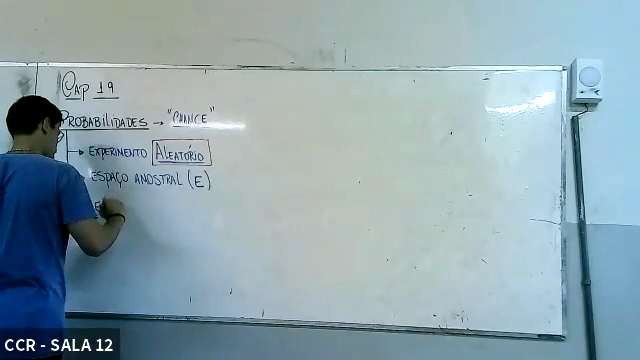 Cap 19
PROBABILIDADES → "CHANCE"
EXPERIMENTO ALEATÓRIO
ESPAÇO AMOSTRAL (E)
E
CCR - SALA 12